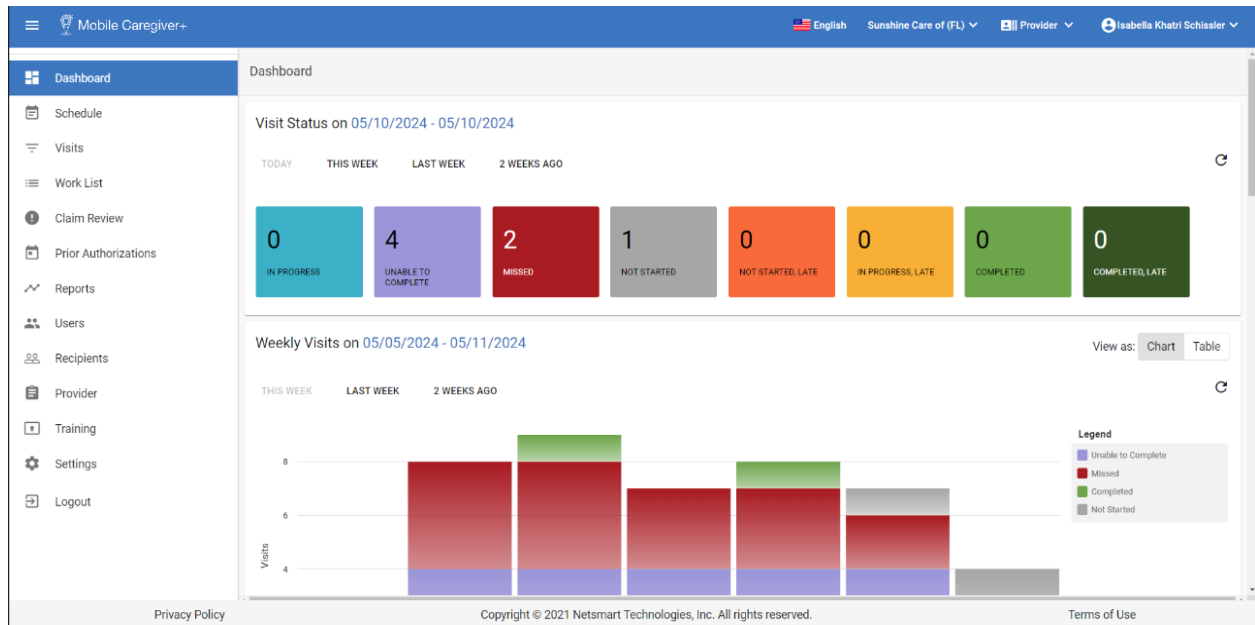 Mobile Caregiver+
English
Sunshine Care of (FL)
Provider
Isabella Khatri Schissler
Dashboard
Schedule
Visits
Work List
Claim Review
Prior Authorizations
Reports
Users
Recipients
Provider
Training
Settings
Logout
Dashboard
Visit Status on 05/10/2024 - 05/10/2024
TODAY THIS WEEK LAST WEEK 2 WEEKS AGO
0
IN PROGRESS
4
UNABLE TO
COMPLETE
2
MISSED
1
NOT STARTED
0
NOT STARTED, LATE
0
IN PROGRESS, LATE
0
COMPLETED
0
COMPLETED, LATE
Weekly Visits on 05/05/2024 - 05/11/2024
View as: Chart Table
THIS WEEK LAST WEEK 2 WEEKS AGO
8
6
4
Visits
Legend
Unable to Complete
Missed
Completed
Not Started
Privacy Policy
Copyright © 2021 Netsmart Technologies, Inc. All rights reserved.
Terms of Use